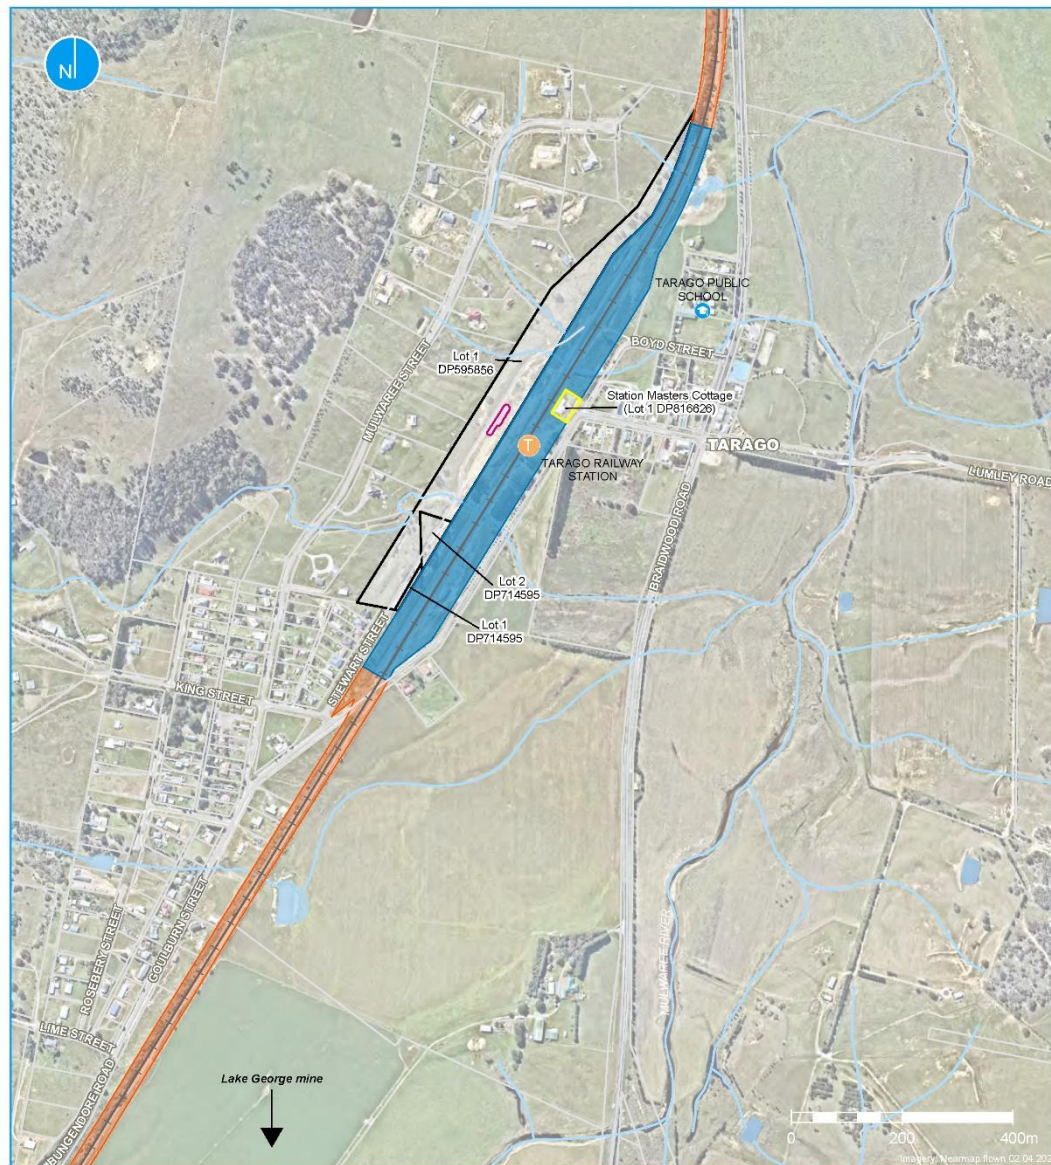 N
TARAGO PUBLIC
SCHOOL
BOYD STREET
MULWAREE STREET
Lot 1
DP595856
Station Masters Cottage
(Lot 1 DP816626)
T
TARAGO
TARAGO RAILWAY
STATION
LUMLEY ROAD
BRAIDWOOD ROAD
Lot 2
DP714595
Lot 1
DP714595
STEWART STREET
KING STREET
MULWAREE RIVER
GOULBURN STREET
ROSEBERY STREET
LIME STREET
BUNGENDORE ROAD
Lake George mine
0
200
400m
Imagery: Nearmap flown 02.04.202